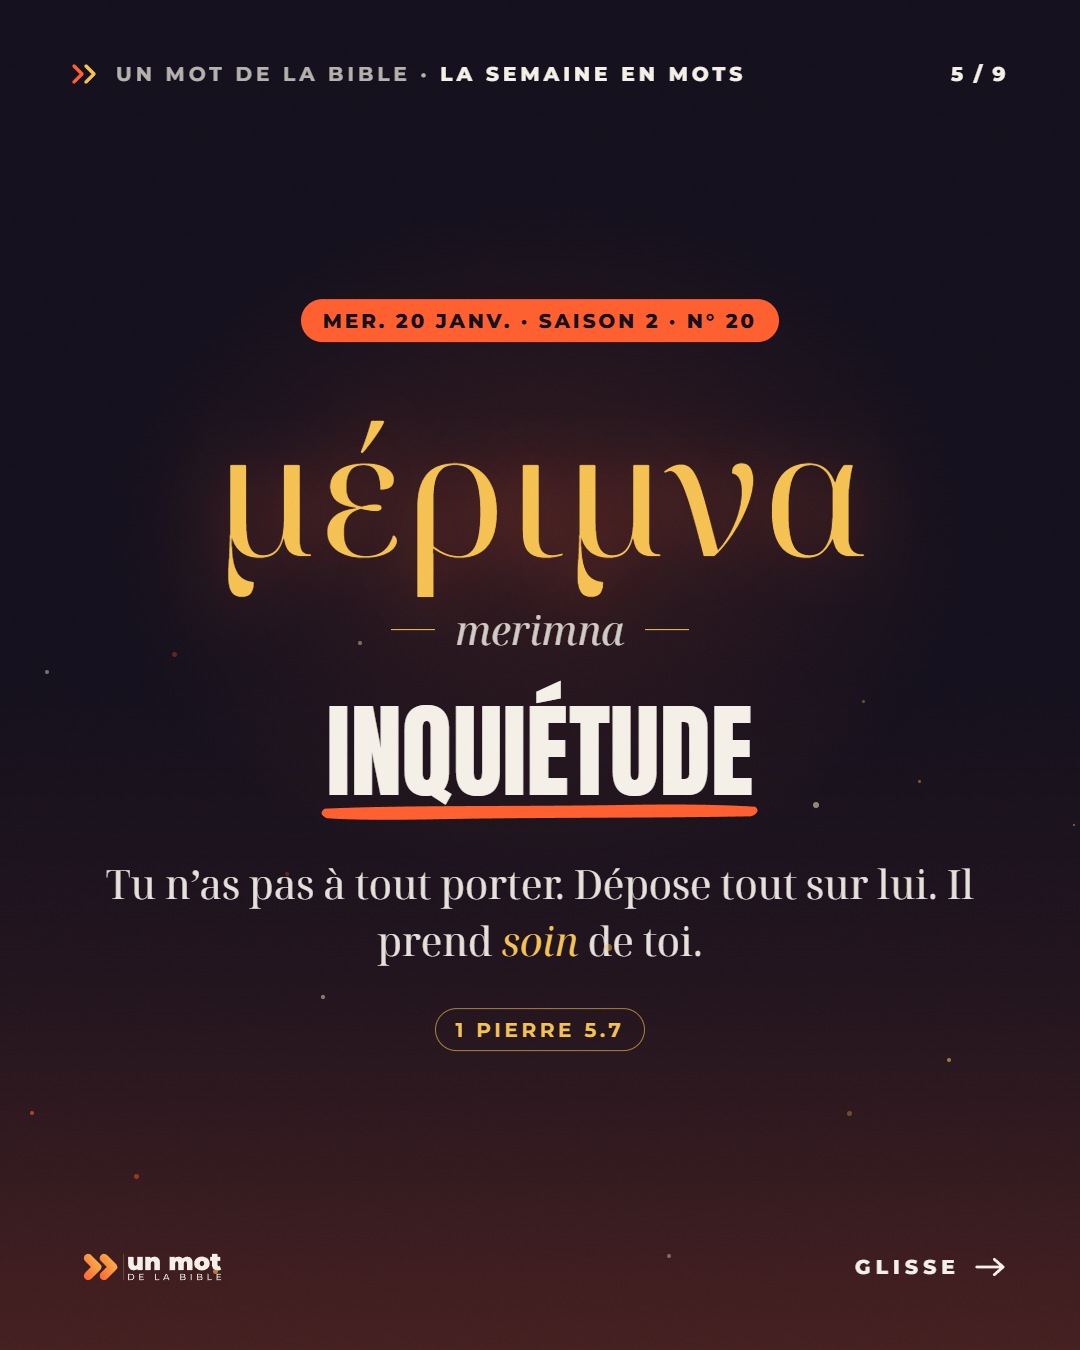 UN MOT DE LA BIBLE · LA SEMAINE EN MOTS
5 / 9
MER. 20 JANV. · SAISON 2 · N° 20
μέριμνα
merimna
INQUIÉTUDE
Tu n’as pas à tout porter. Dépose tout sur lui. Il
prend soin de toi.
1 PIERRE 5.7
un mot
DE LA BIBLE
GLISSE →